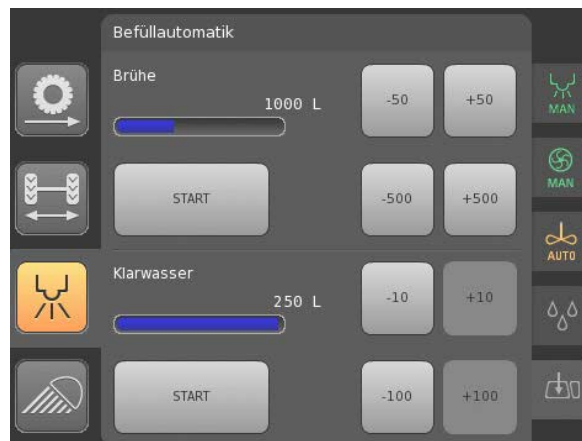 Befüllautomatik
Brühe
1000 L
-50
+50
MAN
START
-500
+500
MAN
AUTO
Klarwasser
250 L
-10
+10
START
-100
+100